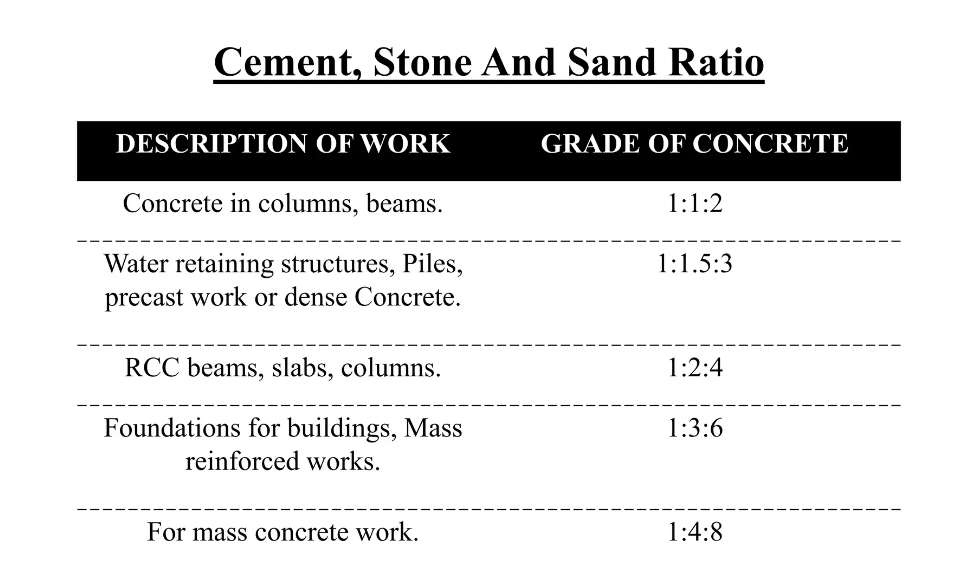 Cement, Stone And Sand Ratio
DESCRIPTION OF WORK GRADE OF CONCRETE
Concrete in columns, beams. 1:1:2
Water retaining structures, Piles, 1:1.5:3
precast work or dense Concrete.
RCC beams, slabs, columns. 1:2:4
Foundations for buildings, Mass 1:3:6
reinforced works.
For mass concrete work. 1:4:8